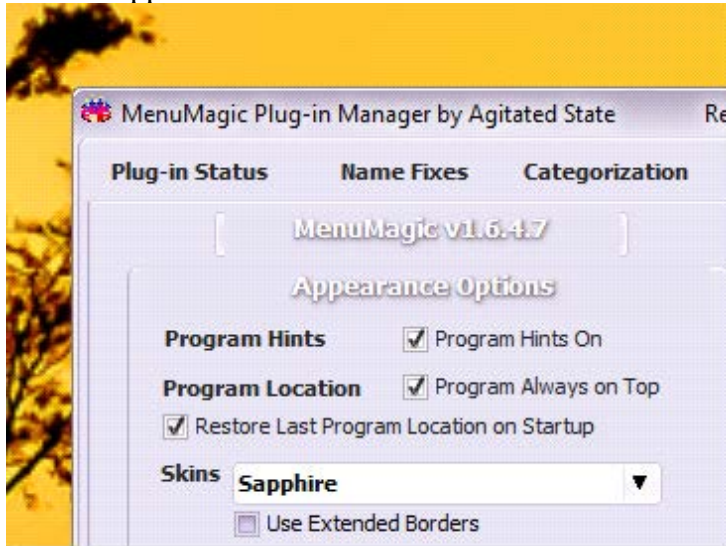 MenuMagic Plug-in Manager by Agitated State Re
Plug-in Status Name Fixes Categorization
MenuMagic v1.6.4.7
Appearance Options
Program Hints Program Hints On
Program Location Program Always on Top
Restore Last Program Location on Startup
Skins Sapphire
Use Extended Borders